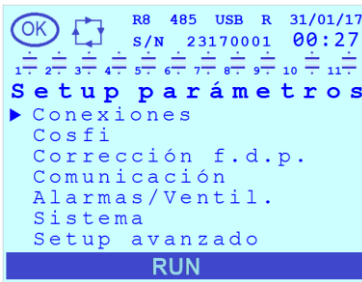 OK R8 485 USB R 31/01/17
S/N 23170001 00:27
1 2 3 4 5 6 7 8 9 10 11
Setup parámetros
Conexiones
Cosfi
Corrección f.d.p.
Comunicación
Alarmas/Ventil.
Sistema
Setup avanzado
RUN